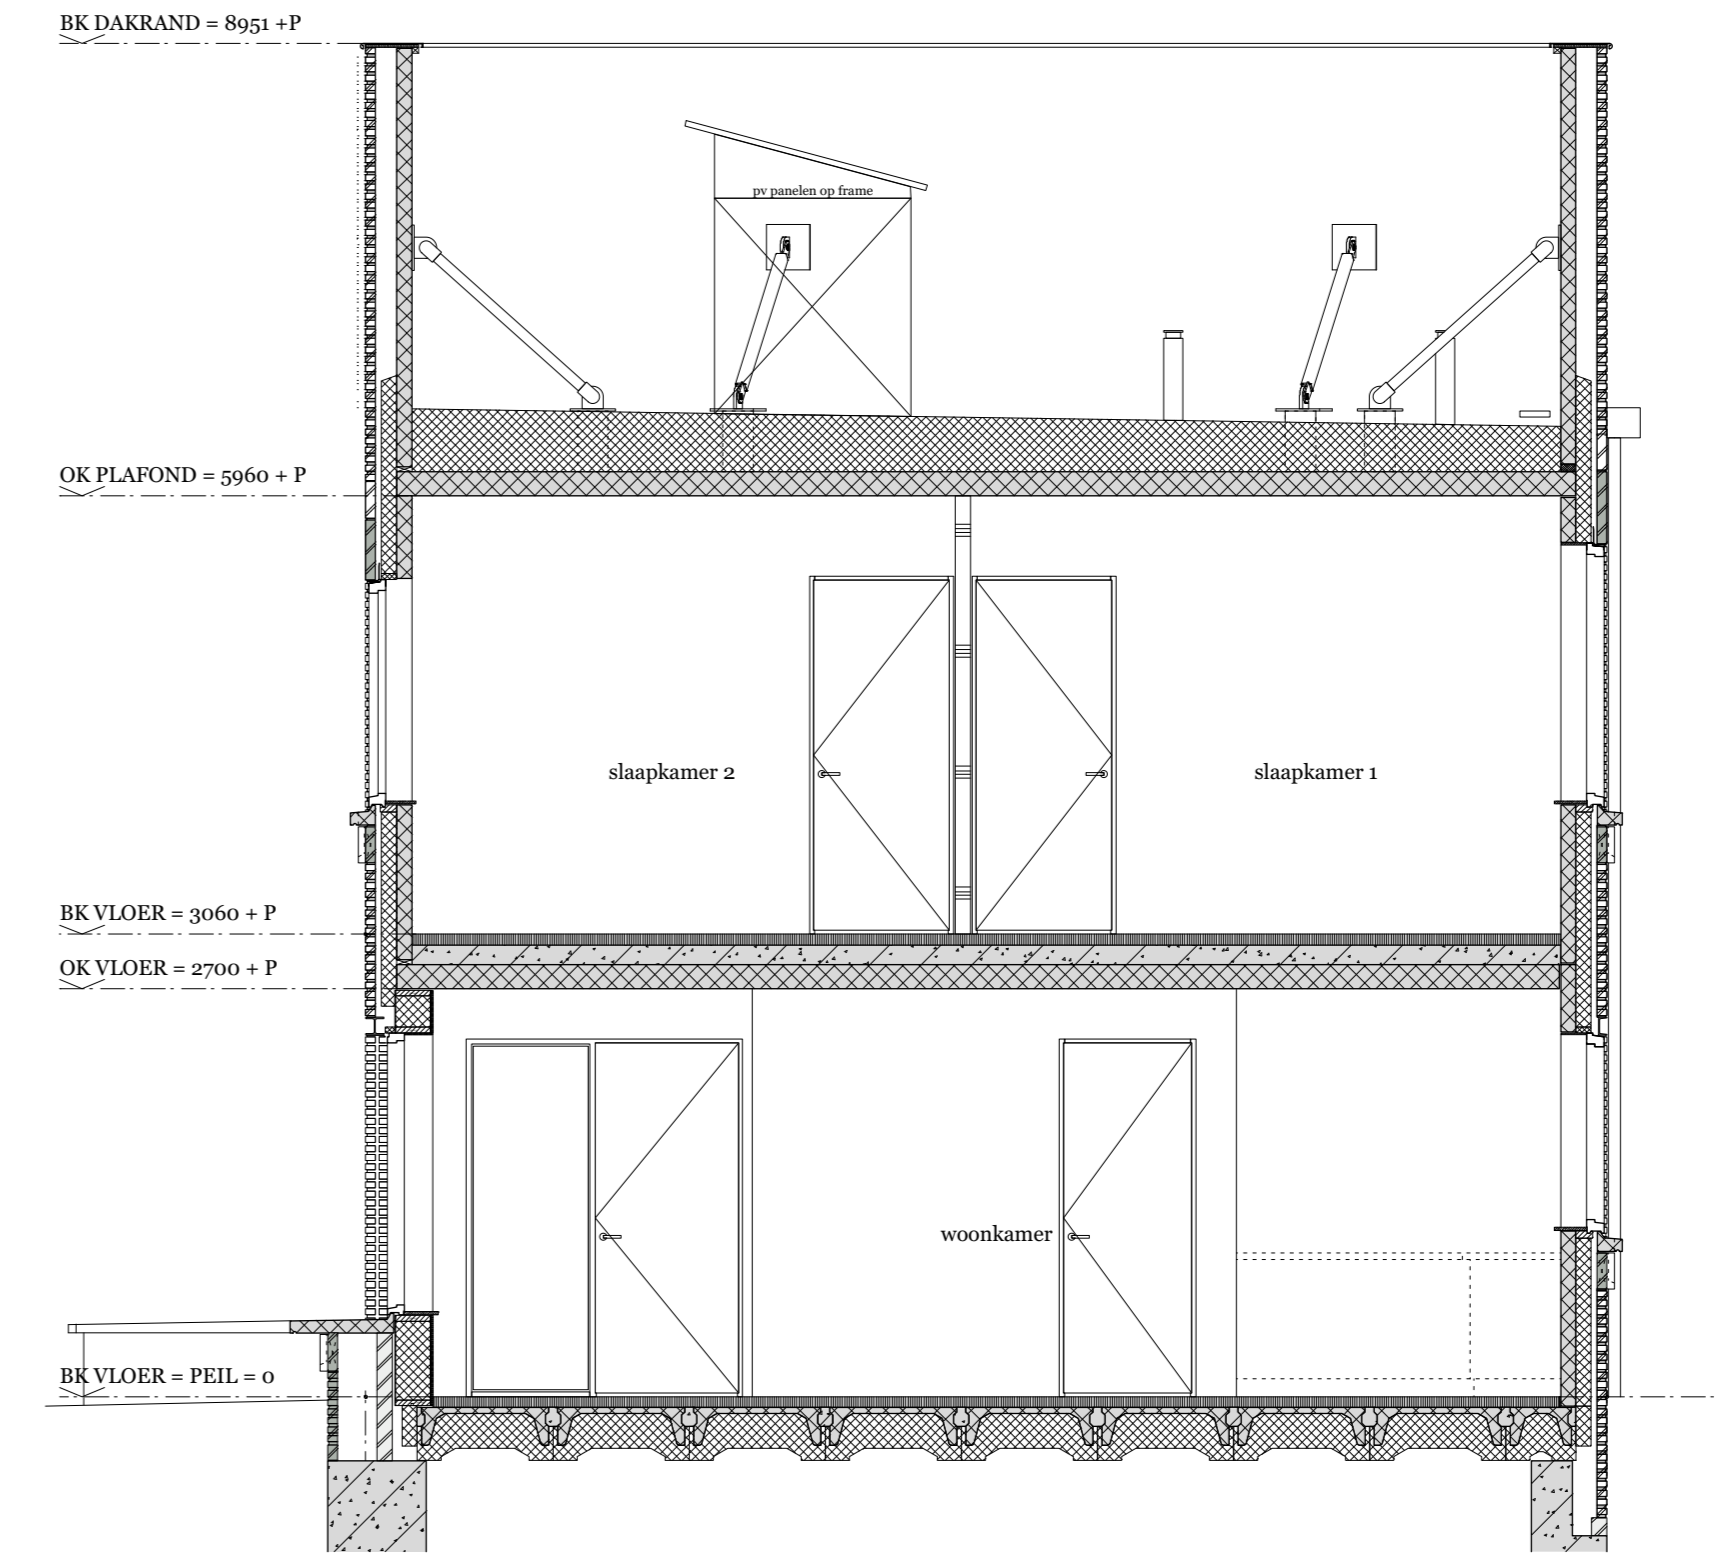 BK DAKRAND = 8951 +P
pv panelen op frame
OK PLAFOND = 5960 + P
slaapkamer 2
slaapkamer 1
BK VLOER = 3060 + P
OK VLOER = 2700 + P
woonkamer
BK VLOER = PEIL = 0